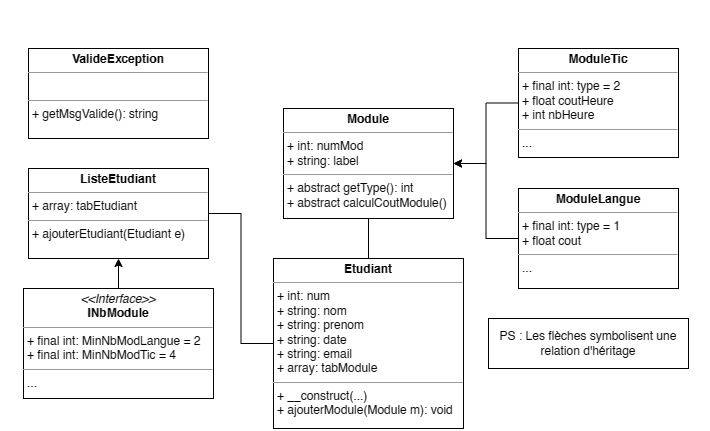 ValideException
+ getMsgValide(): string
ListeEtudiant
+ array: tabEtudiant
+ ajouterEtudiant(Etudiant e)
<<Interface>>
INbModule
+ final int: MinNbModLangue = 2
+ final int: MinNbModTic = 4
...
Module
+ int: numMod
+ string: label
+ abstract getType(): int
+ abstract calculCoutModule()
Etudiant
+ int: num
+ string: nom
+ string: prenom
+ string: date
+ string: email
+ array: tabModule
+ __construct(...)
+ ajouterModule(Module m): void
ModuleTic
+ final int: type = 2
+ float coutHeure
+ int nbHeure
...
ModuleLangue
+ final int: type = 1
+ float cout
...
PS : Les flèches symbolisent une
relation d'héritage